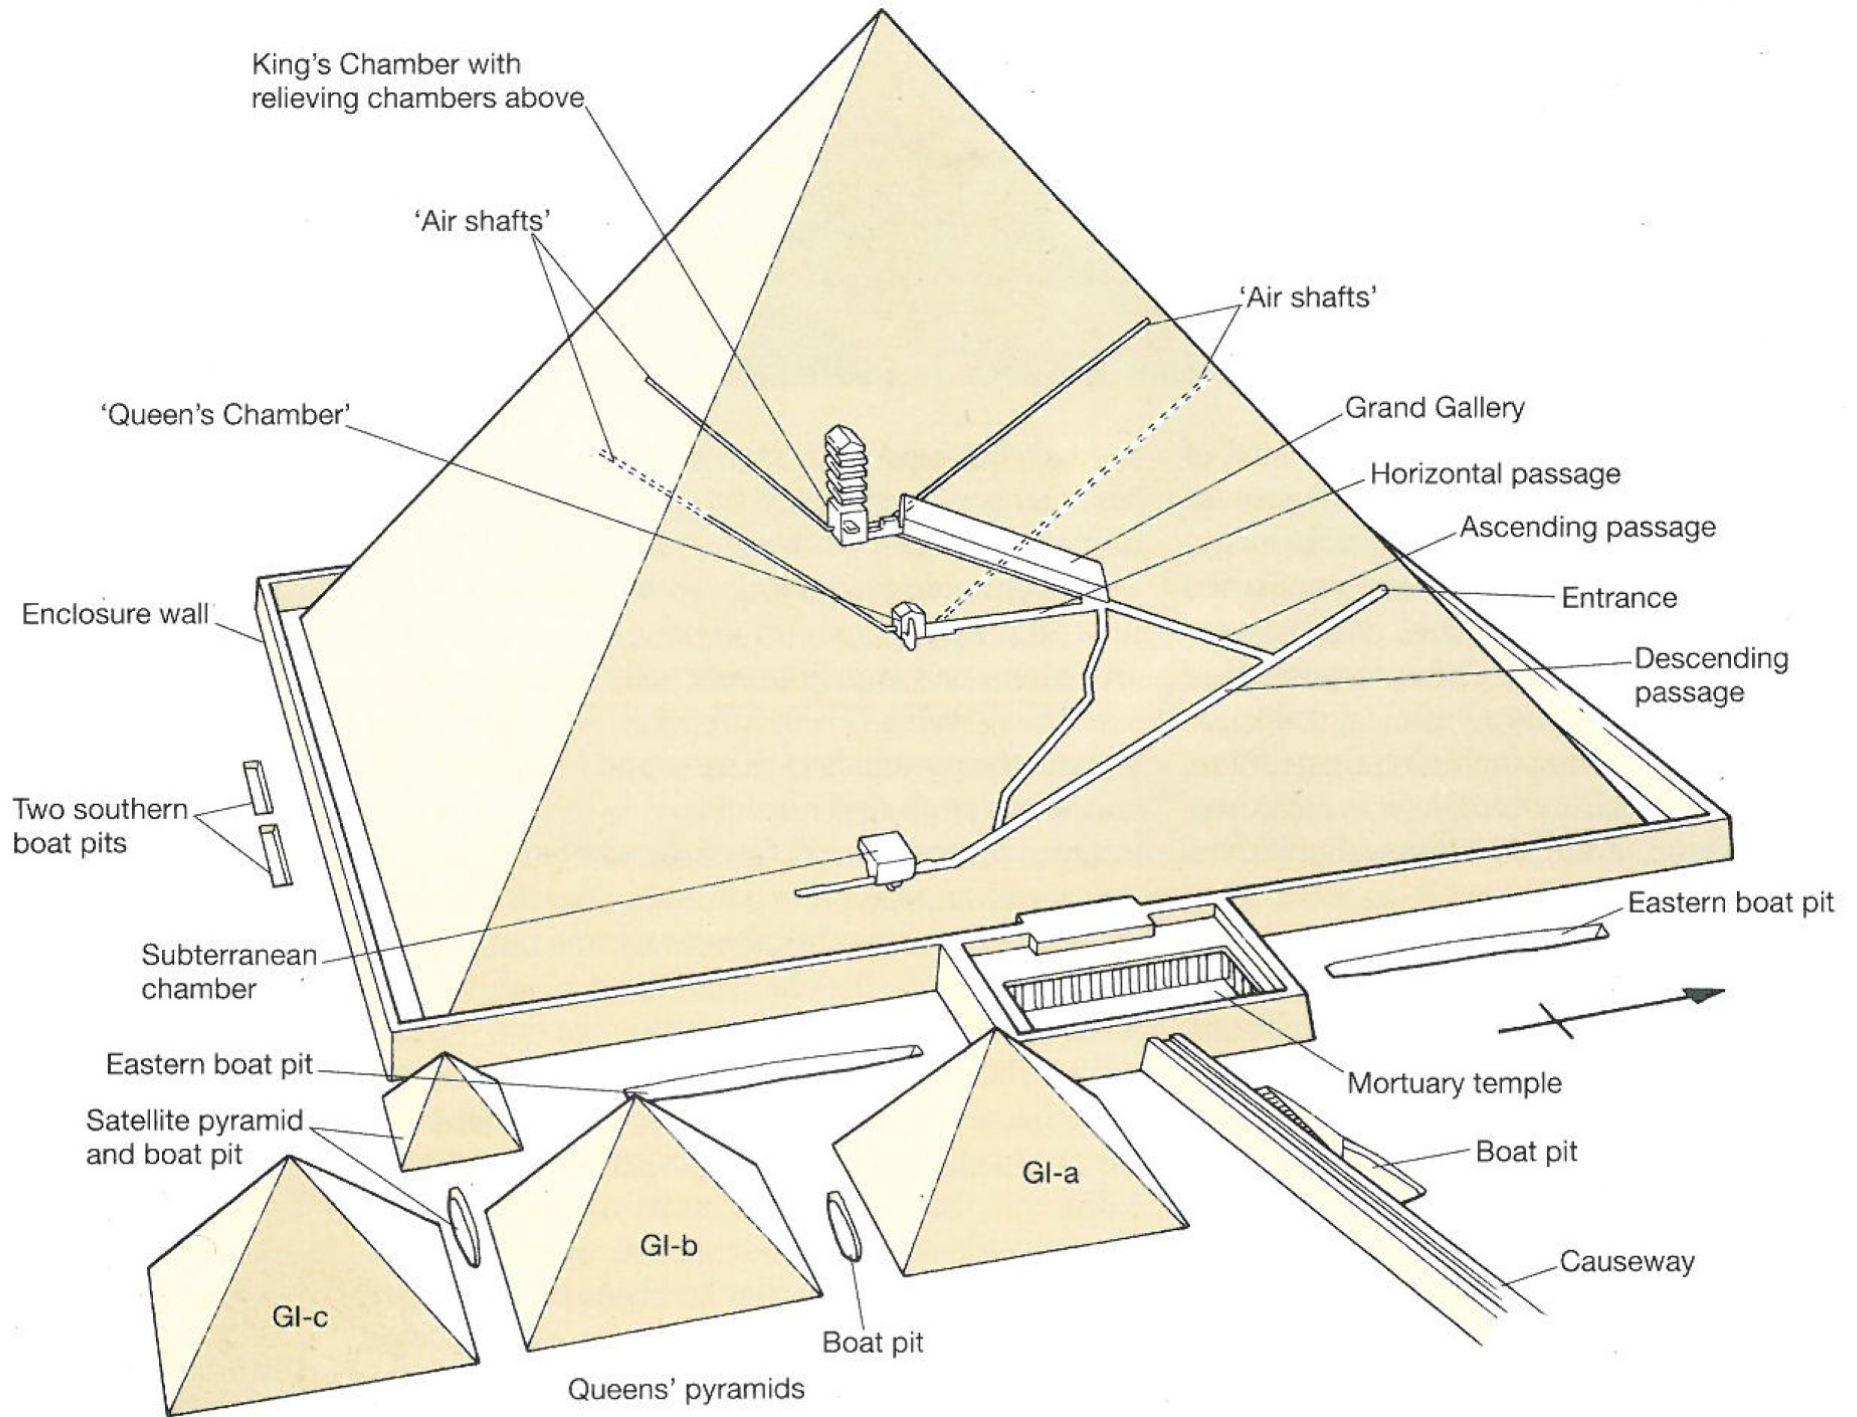 King's Chamber with
relieving chambers above
'Air shafts'
'Air shafts'
'Queen's Chamber'
Grand Gallery
Horizontal passage
Ascending passage
Entrance
Enclosure wall
Descending
passage
Two southern
boat pits
Eastern boat pit
Subterranean
chamber
Eastern boat pit
Mortuary temple
Satellite pyramid
and boat pit
Boat pit
GI-a
GI-b
GI-c
Causeway
Boat pit
Queens' pyramids